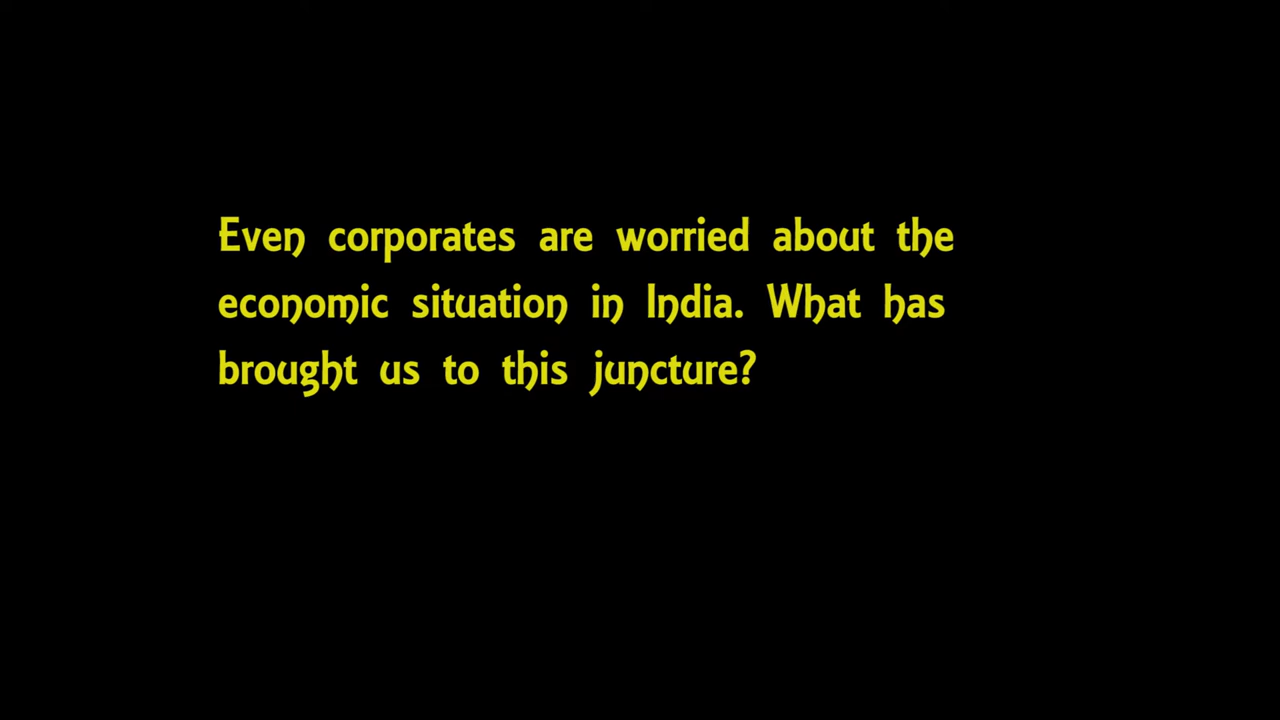 Even corporates are worried about the
economic situation in India. What has
brought us to this juncture?